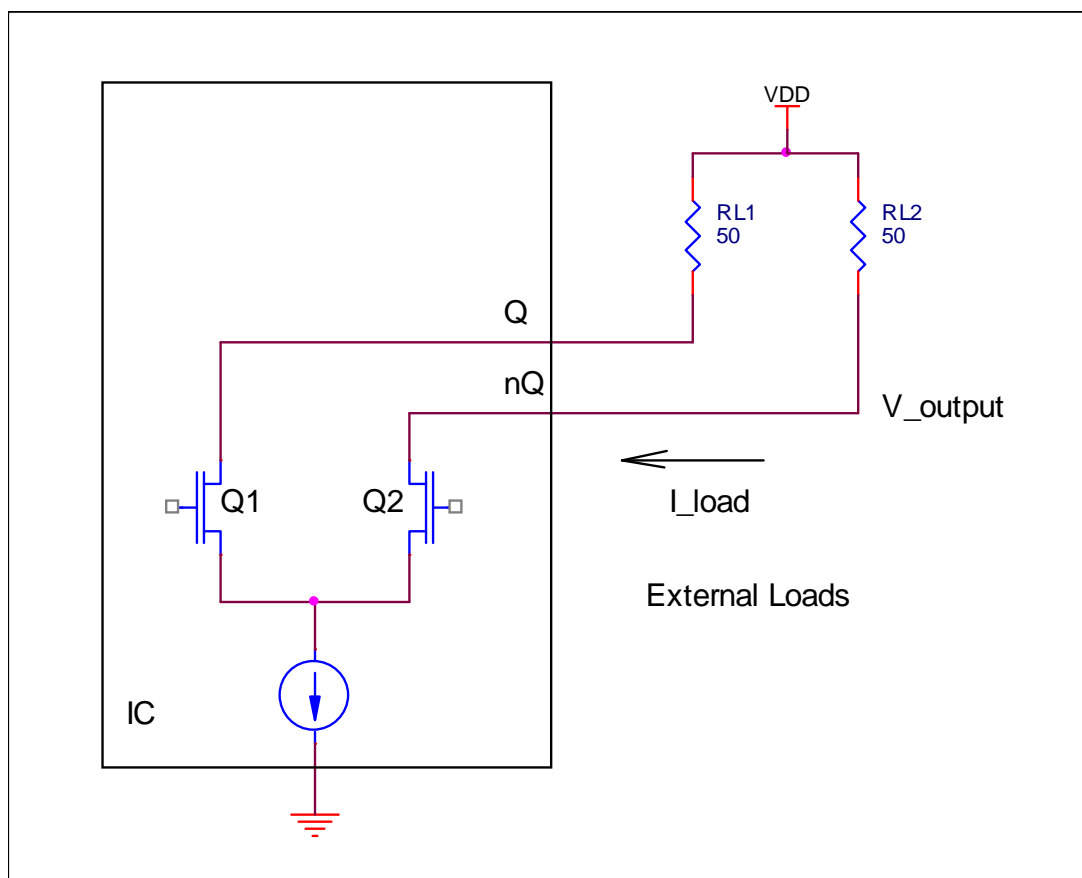 VDD
RL1
50
RL2
50
Q
nQ
V_output
Q1
Q2
I_load
External Loads
IC